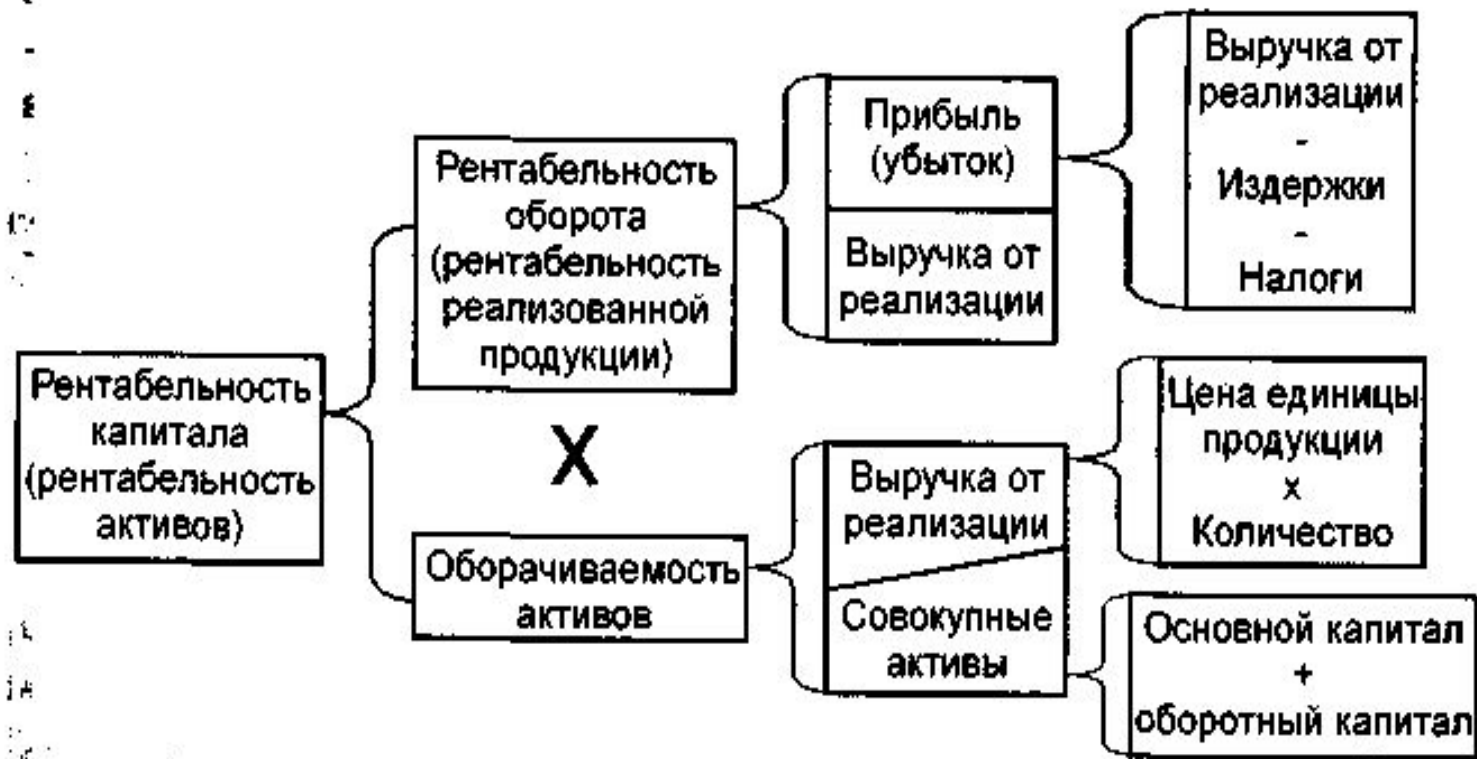 Рентабельность
капитала
(рентабельность
активов)
Рентабельность
оборота
(рентабельность
реализованной
продукции)
X
Оборачиваемость
активов
Прибыль
(убыток)
Выручка от
реализации
Выручка от
реализации
Совокупные
активы
Выручка от
реализации
-
Издержки
-
Налоги
Цена единицы
продукции
x
Количество
Основной капитал
+
оборотный капитал